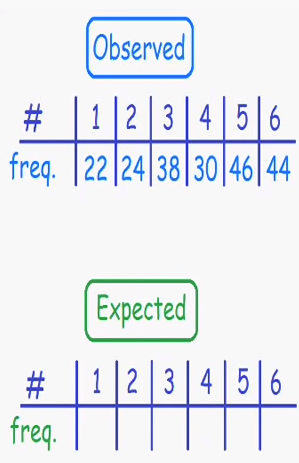 Observed
# 1 2 3 4 5 6
freq. 22 24 38 30 46 44
Expected
# 1 2 3 4 5 6
freq.